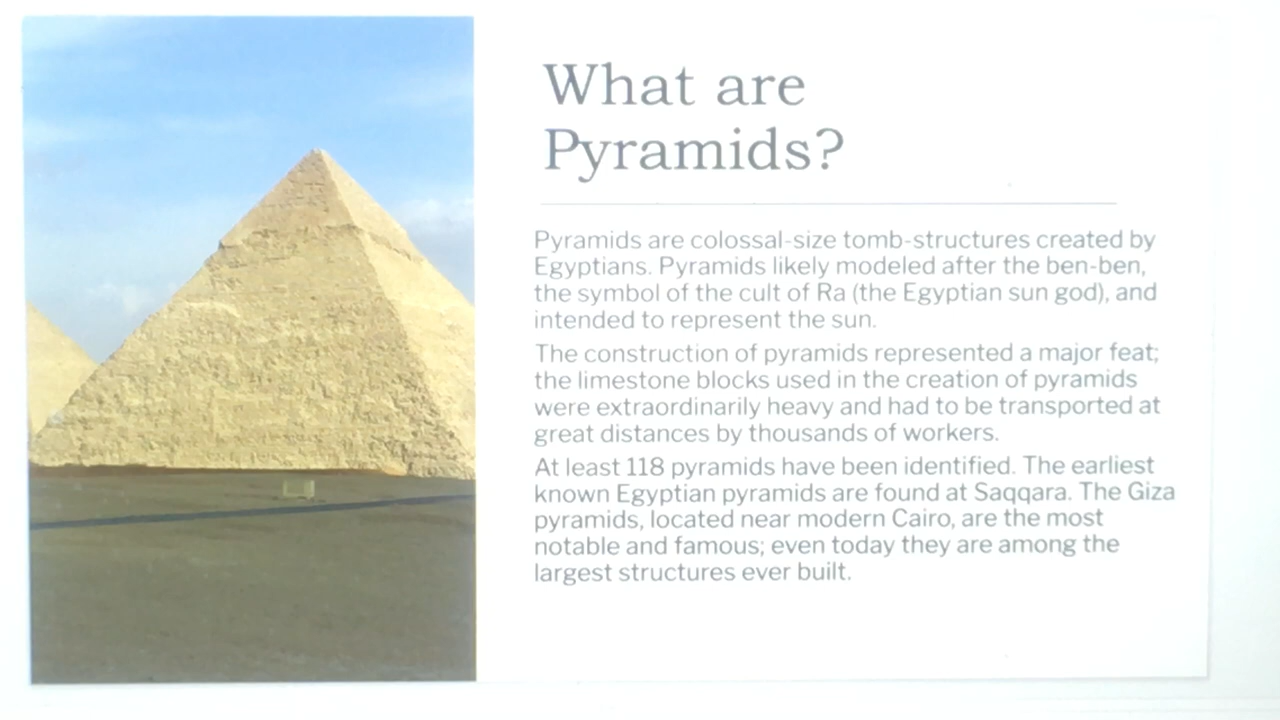 What are
Pyramids?
Pyramids are colossal-size tomb-structures created by
Egyptians. Pyramids likely modeled after the ben-ben,
the symbol of the cult of Ra (the Egyptian sun god), and
intended to represent the sun.
The construction of pyramids represented a major feat;
the limestone blocks used in the creation of pyramids
were extraordinarily heavy and had to be transported at
great distances by thousands of workers.
At least 118 pyramids have been identified. The earliest
known Egyptian pyramids are found at Saqqara. The Giza
pyramids, located near modern Cairo, are the most
notable and famous; even today they are among the
largest structures ever built.